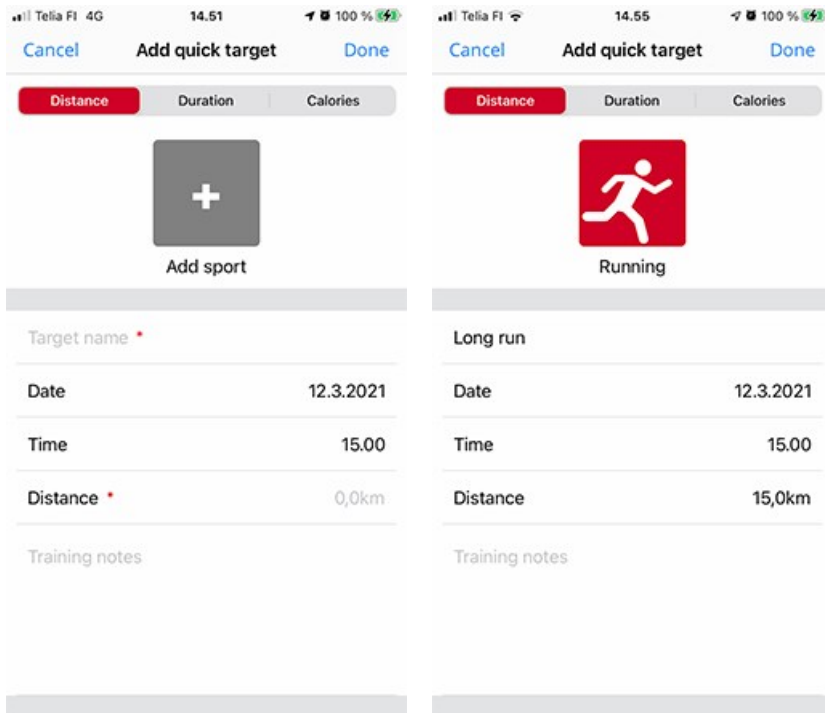 Telia FI 4G 14.51 100 %
Cancel Add quick target Done
Distance Duration Calories
+
Add sport
Target name *
Date 12.3.2021
Time 15.00
Distance * 0,0km
Training notes
Telia FI 14.55 100 %
Cancel Add quick target Done
Distance Duration Calories
Running
Long run
Date 12.3.2021
Time 15.00
Distance 15,0km
Training notes